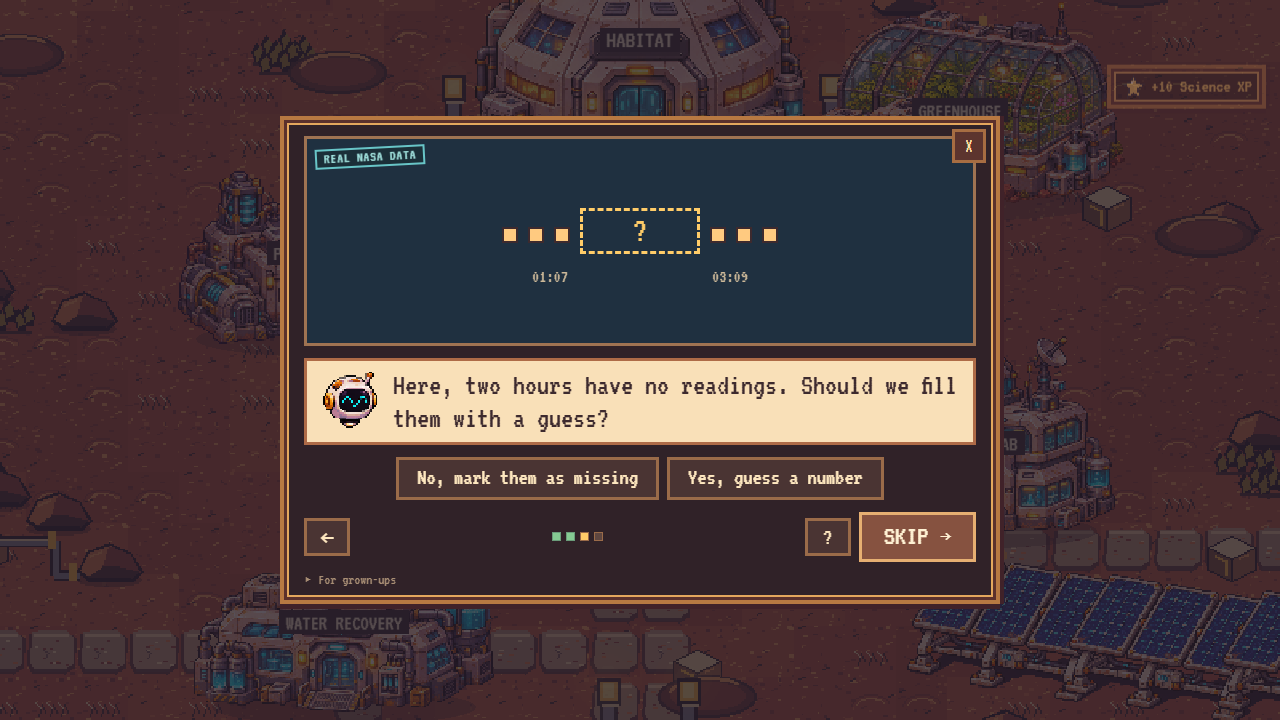 HABITAT
GREENHOUSE
+10 Science XP
REAL NASA DATA
X
?
01:07 03:09
Here, two hours have no readings. Should we fill
them with a guess?
No, mark them as missing Yes, guess a number
← ? SKIP →
▸ For grown-ups
WATER RECOVERY